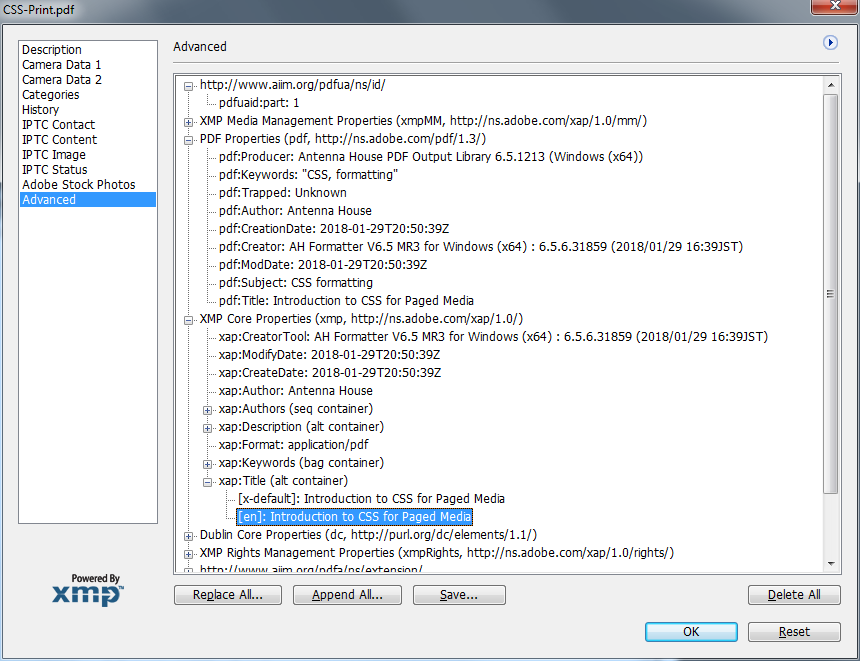 CSS-Print.pdf
Description
Camera Data 1
Camera Data 2
Categories
History
IPTC Contact
IPTC Content
IPTC Image
IPTC Status
Adobe Stock Photos
Advanced
Powered By
xmp™
Advanced
http://www.aiim.org/pdfua/ns/id/
pdfuaid:part: 1
XMP Media Management Properties (xmpMM, http://ns.adobe.com/xap/1.0/mm/)
PDF Properties (pdf, http://ns.adobe.com/pdf/1.3/)
pdf:Producer: Antenna House PDF Output Library 6.5.1213 (Windows (x64))
pdf:Keywords: "CSS, formatting"
pdf:Trapped: Unknown
pdf:Author: Antenna House
pdf:CreationDate: 2018-01-29T20:50:39Z
pdf:Creator: AH Formatter V6.5 MR3 for Windows (x64) : 6.5.6.31859 (2018/01/29 16:39JST)
pdf:ModDate: 2018-01-29T20:50:39Z
pdf:Subject: CSS formatting
pdf:Title: Introduction to CSS for Paged Media
XMP Core Properties (xmp, http://ns.adobe.com/xap/1.0/)
xap:CreatorTool: AH Formatter V6.5 MR3 for Windows (x64) : 6.5.6.31859 (2018/01/29 16:39JST)
xap:ModifyDate: 2018-01-29T20:50:39Z
xap:CreateDate: 2018-01-29T20:50:39Z
xap:Author: Antenna House
xap:Authors (seq container)
xap:Description (alt container)
xap:Format: application/pdf
xap:Keywords (bag container)
xap:Title (alt container)
[x-default]: Introduction to CSS for Paged Media
[en]: Introduction to CSS for Paged Media
Dublin Core Properties (dc, http://purl.org/dc/elements/1.1/)
XMP Rights Management Properties (xmpRights, http://ns.adobe.com/xap/1.0/rights/)
http://www.aiim.org/pdfa/ns/extension/
Replace All...
Append All...
Save...
Delete All
OK
Reset